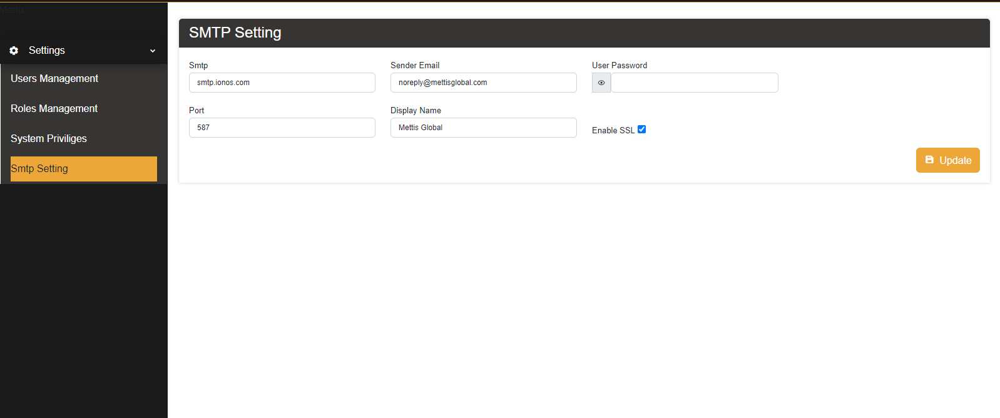 Menu
Settings
Users Management
Roles Management
System Priviliges
Smtp Setting
SMTP Setting
Smtp
Sender Email
User Password
smtp.ionos.com
noreply@mettisglobal.com
Port
Display Name
587
Mettis Global
Enable SSL
Update